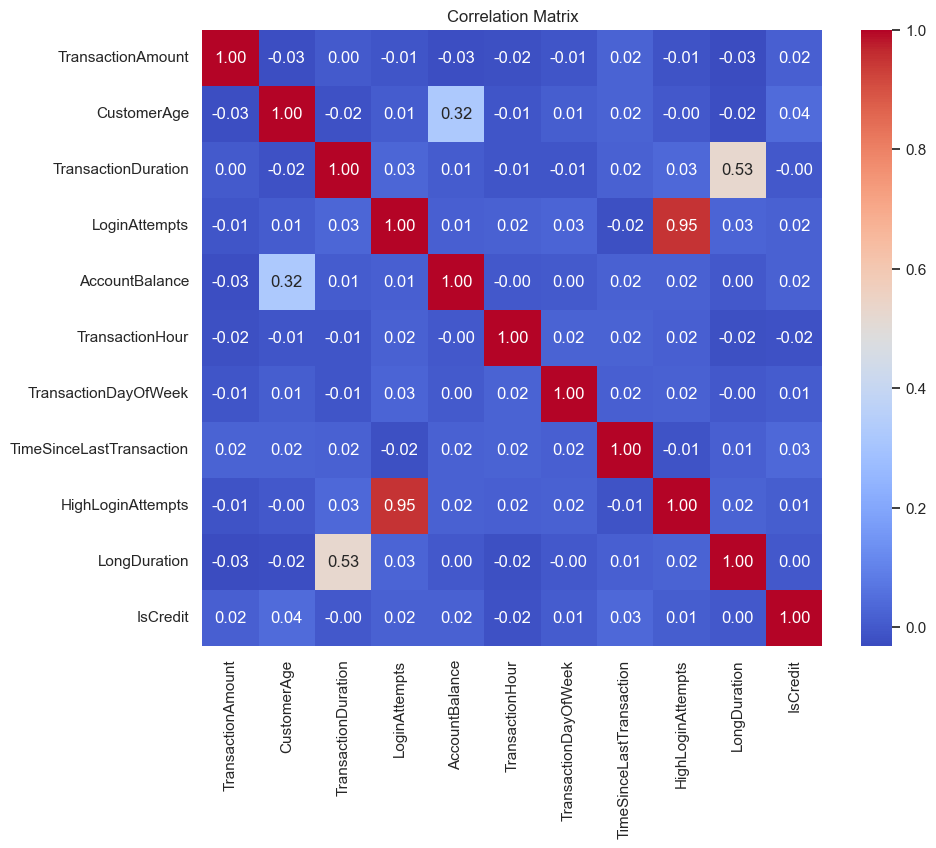 Correlation Matrix
TransactionAmount 1.00 -0.03 0.00 -0.01 -0.03 -0.02 -0.01 0.02 -0.01 -0.03 0.02
CustomerAge -0.03 1.00 -0.02 0.01 0.32 -0.01 0.01 0.02 -0.00 -0.02 0.04
TransactionDuration 0.00 -0.02 1.00 0.03 0.01 -0.01 -0.01 0.02 0.03 0.53 -0.00
LoginAttempts -0.01 0.01 0.03 1.00 0.01 0.02 0.03 -0.02 0.95 0.03 0.02
AccountBalance -0.03 0.32 0.01 0.01 1.00 -0.00 0.00 0.02 0.02 0.00 0.02
TransactionHour -0.02 -0.01 -0.01 0.02 -0.00 1.00 0.02 0.02 0.02 -0.02 -0.02
TransactionDayOfWeek -0.01 0.01 -0.01 0.03 0.00 0.02 1.00 0.02 0.02 -0.00 0.01
TimeSinceLastTransaction 0.02 0.02 0.02 -0.02 0.02 0.02 0.02 1.00 -0.01 0.01 0.03
HighLoginAttempts -0.01 -0.00 0.03 0.95 0.02 0.02 0.02 -0.01 1.00 0.02 0.01
LongDuration -0.03 -0.02 0.53 0.03 0.00 -0.02 -0.00 0.01 0.02 1.00 0.00
IsCredit 0.02 0.04 -0.00 0.02 0.02 -0.02 0.01 0.03 0.01 0.00 1.00
TransactionAmount
CustomerAge
TransactionDuration
LoginAttempts
AccountBalance
TransactionHour
TransactionDayOfWeek
TimeSinceLastTransaction
HighLoginAttempts
LongDuration
IsCredit
1.0
0.8
0.6
0.4
0.2
0.0